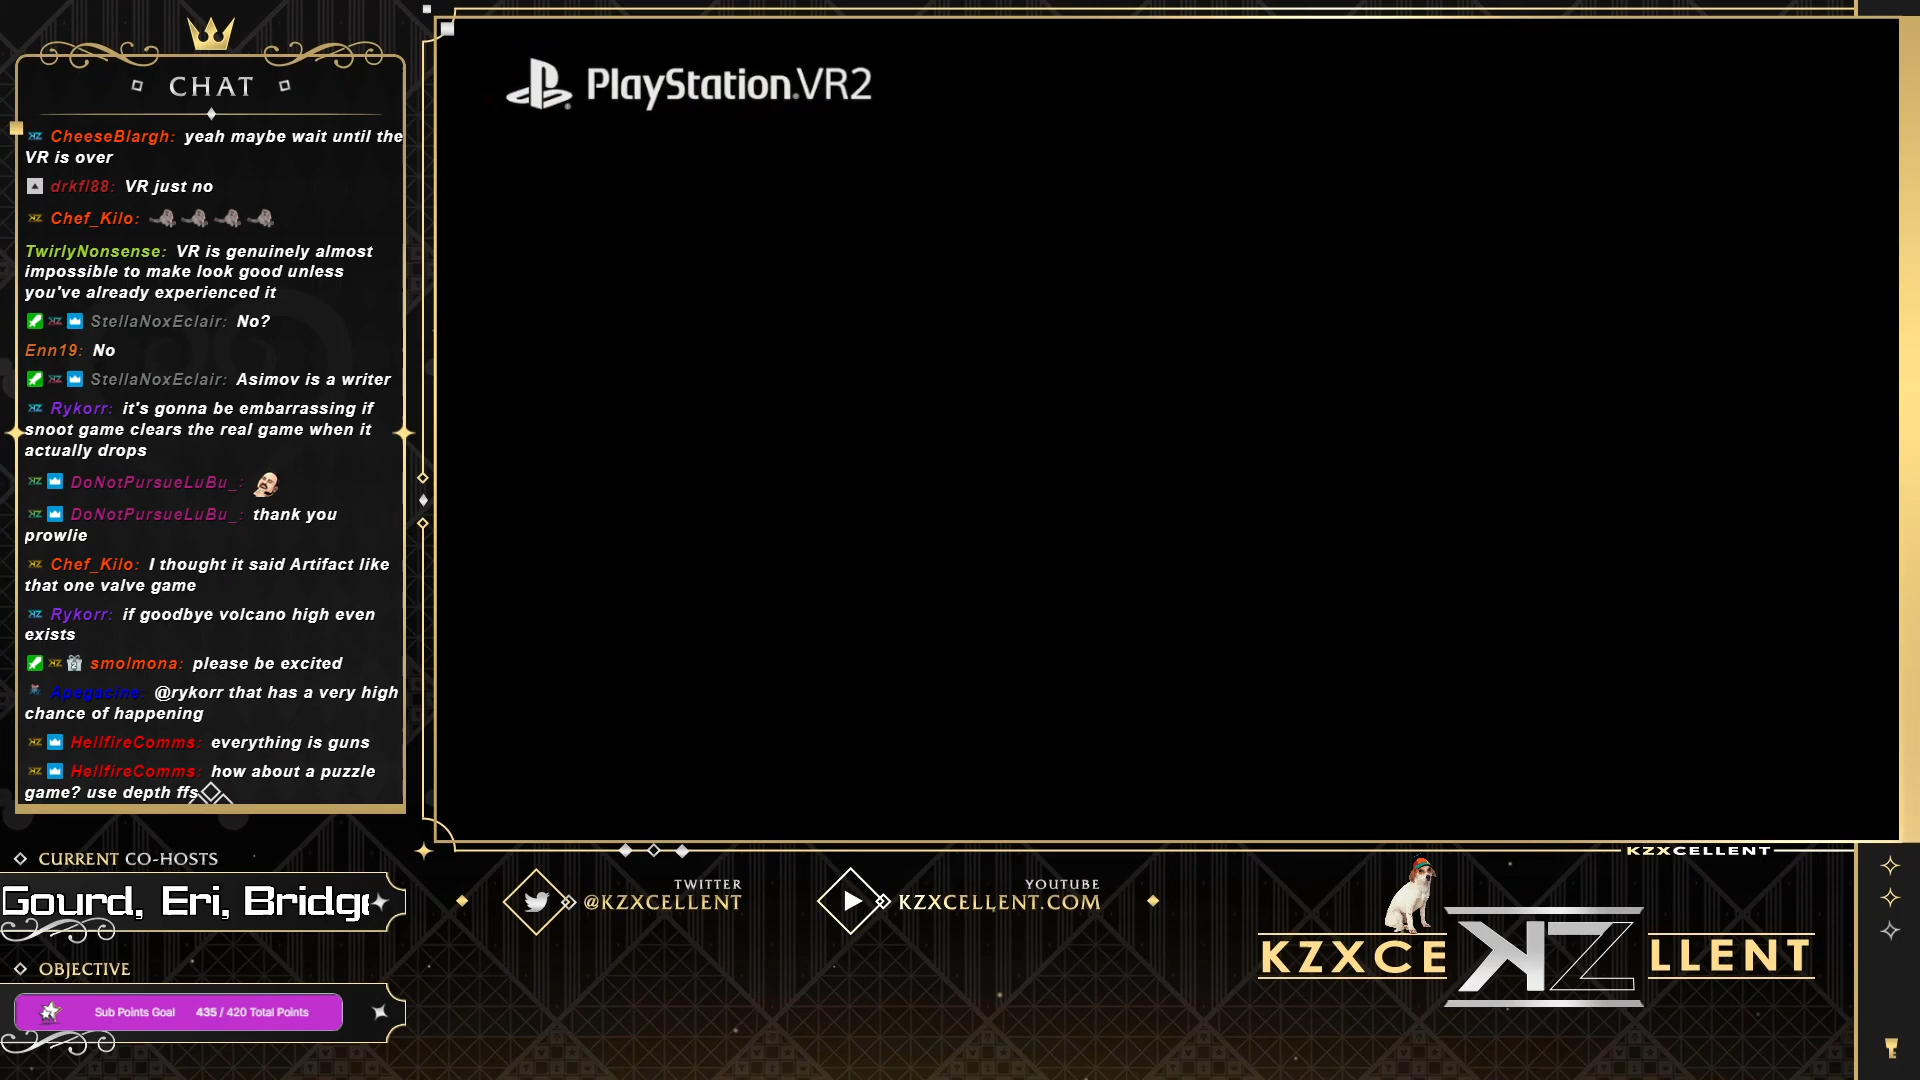 CHAT
CheeseBlargh: yeah maybe wait until the
VR is over
drkfl88: VR just no
Chef_Kilo:
TwirlyNonsense: VR is genuinely almost
impossible to make look good unless
you've already experienced it
StellaNoxEclair: No?
Enn19: No
StellaNoxEclair: Asimov is a writer
Rykorr: it's gonna be embarrassing if
snoot game clears the real game when it
actually drops
DoNotPursueLuBu_:
DoNotPursueLuBu_: thank you
prowlie
Chef_Kilo: I thought it said Artifact like
that one valve game
Rykorr: if goodbye volcano high even
exists
smolmona: please be excited
Apegacine: @rykorr that has a very high
chance of happening
HellfireComms: everything is guns
HellfireComms: how about a puzzle
game? use depth ffs
PlayStation.VR2
CURRENT CO-HOSTS
Gourd, Eri, Bridg
OBJECTIVE
Sub Points Goal 435 / 420 Total Points
TWITTER
@KZXCELLENT
YOUTUBE
KZXCELLENT.COM
KZXCELLENT
KZXCE KZ LLENT